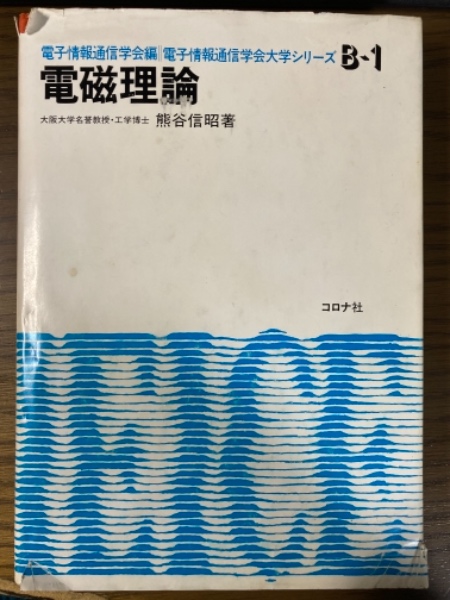 電子情報通信学会編 電子情報通信学会大学シリーズ B-1
電磁理論
大阪大学名誉教授・工学博士 熊谷信昭著
コロナ社